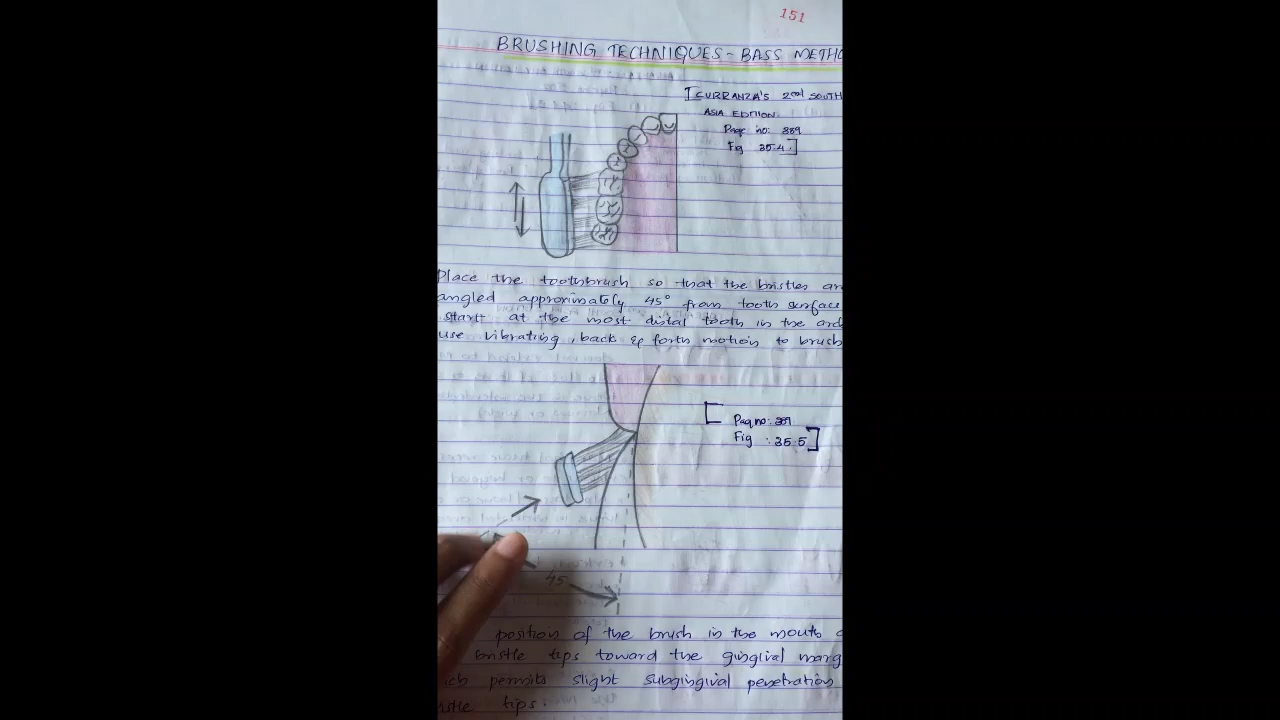 151
BRUSHING TECHNIQUES - BASS METHO
[CURRANZA'S 2nd SOUTH
ASIA EDITION
Page no: 389
Fig 35.4.]
Place the toothbrush so that the bristles are
angled approximately 45° from tooth surface
start at the most distal tooth in the arc
use vibrating, back & forth motion to brush
[Pag no: 389
Fig : 35.5]
45
position of the brush in the mouth
bristle tips toward the gingival marg
permits slight subgingival penetration
tips.